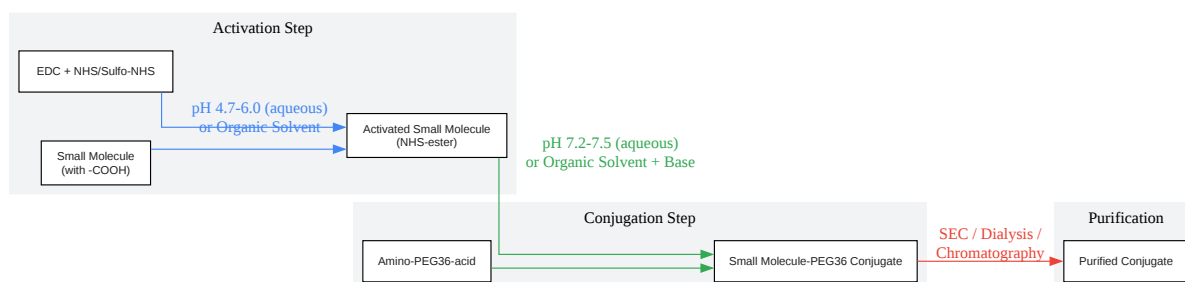 Activation Step
EDC + NHS/Sulfo-NHS
pH 4.7-6.0 (aqueous)
or Organic Solvent
Small Molecule
(with -COOH)
Activated Small Molecule
(NHS-ester)
pH 7.2-7.5 (aqueous)
or Organic Solvent + Base
Conjugation Step
Amino-PEG36-acid
Small Molecule-PEG36 Conjugate
SEC / Dialysis /
Chromatography
Purification
Purified Conjugate